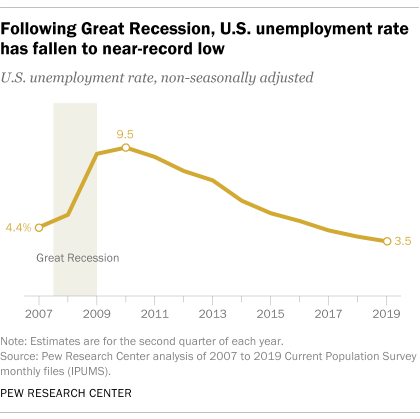 Following Great Recession, U.S. unemployment rate
has fallen to near-record low
U.S. unemployment rate, non-seasonally adjusted
9.5
4.4%
3.5
Great Recession
2007 2009 2011 2013 2015 2017 2019
Note: Estimates are for the second quarter of each year.
Source: Pew Research Center analysis of 2007 to 2019 Current Population Survey
monthly files (IPUMS).
PEW RESEARCH CENTER